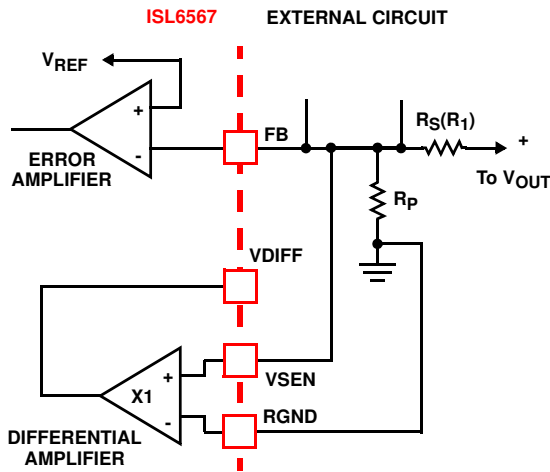 ISL6567
EXTERNAL CIRCUIT
VREF
+
-
ERROR
AMPLIFIER
FB
RS(R1)
+
To VOUT
RP
VDIFF
X1
+
-
VSEN
RGND
DIFFERENTIAL
AMPLIFIER